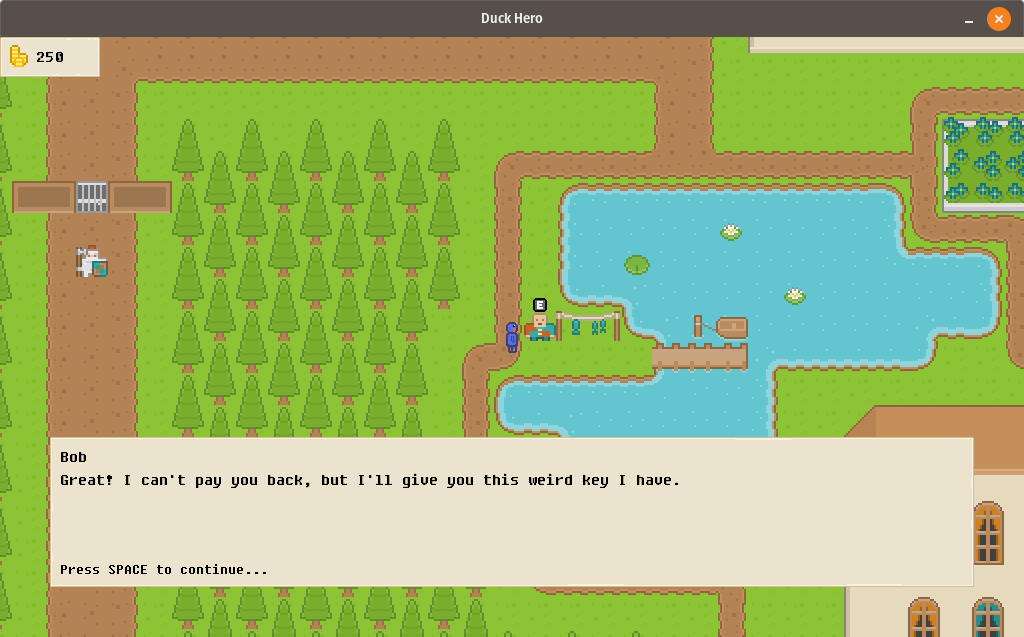 Duck Hero
250
E
Bob
Great! I can't pay you back, but I'll give you this weird key I have.
Press SPACE to continue...